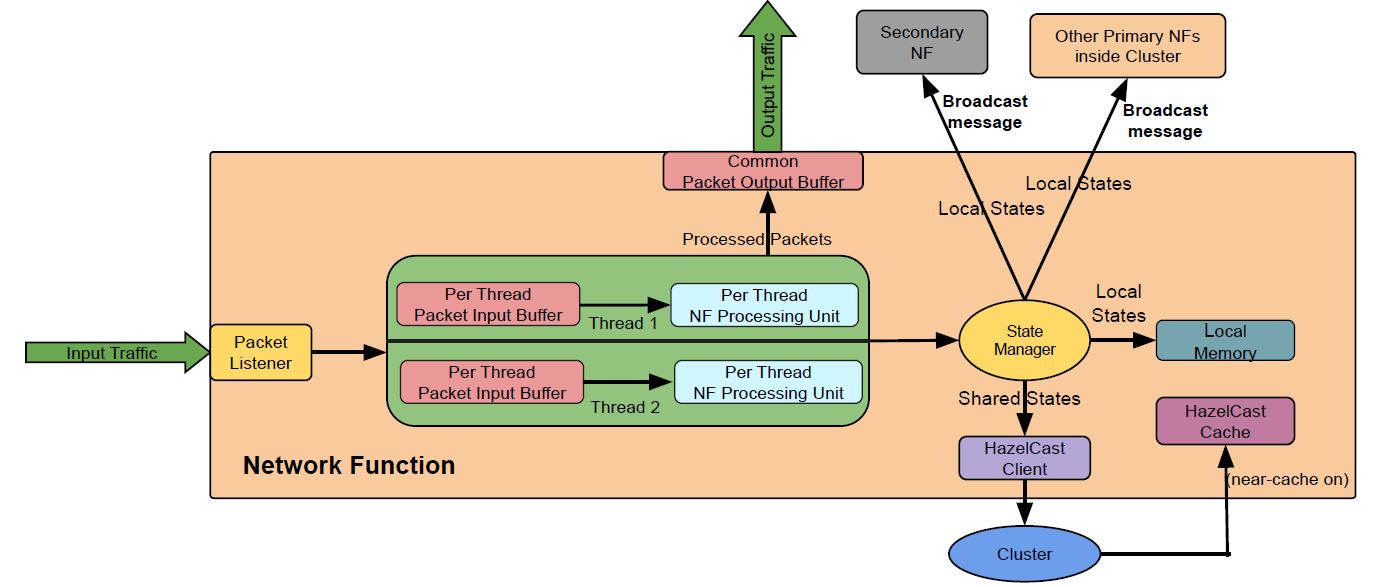 Output Traffic
Secondary
NF
Other Primary NFs
inside Cluster
Broadcast
message
Broadcast
message
Common
Packet Output Buffer
Local States
Local States
Processed Packets
Per Thread
Packet Input Buffer
Thread 1
Per Thread
NF Processing Unit
Input Traffic
Packet
Listener
Per Thread
Packet Input Buffer
Thread 2
Per Thread
NF Processing Unit
State
Manager
Local
States
Local
Memory
Shared States
HazelCast
Cache
HazelCast
Client
(near-cache on)
Network Function
Cluster